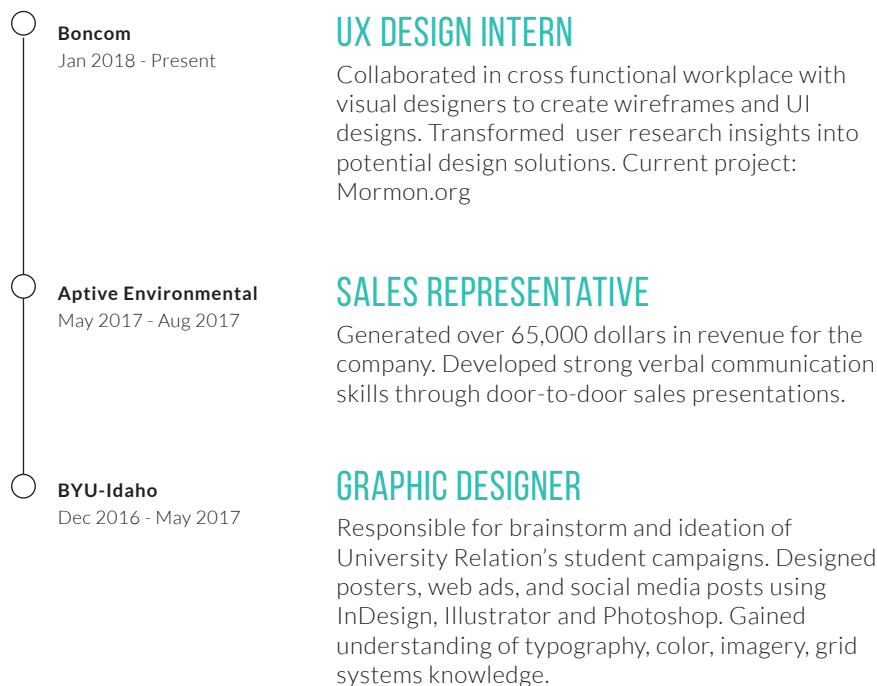 Boncom
Jan 2018 - Present
UX DESIGN INTERN
Collaborated in cross functional workplace with
visual designers to create wireframes and UI
designs. Transformed  user research insights into
potential design solutions. Current project:
Mormon.org
Aptive Environmental
May 2017 - Aug 2017
SALES REPRESENTATIVE
Generated over 65,000 dollars in revenue for the
company. Developed strong verbal communication
skills through door-to-door sales presentations.
BYU-Idaho
Dec 2016 - May 2017
GRAPHIC DESIGNER
Responsible for brainstorm and ideation of
University Relation’s student campaigns. Designed
posters, web ads, and social media posts using
InDesign, Illustrator and Photoshop. Gained
understanding of typography, color, imagery, grid
systems knowledge.